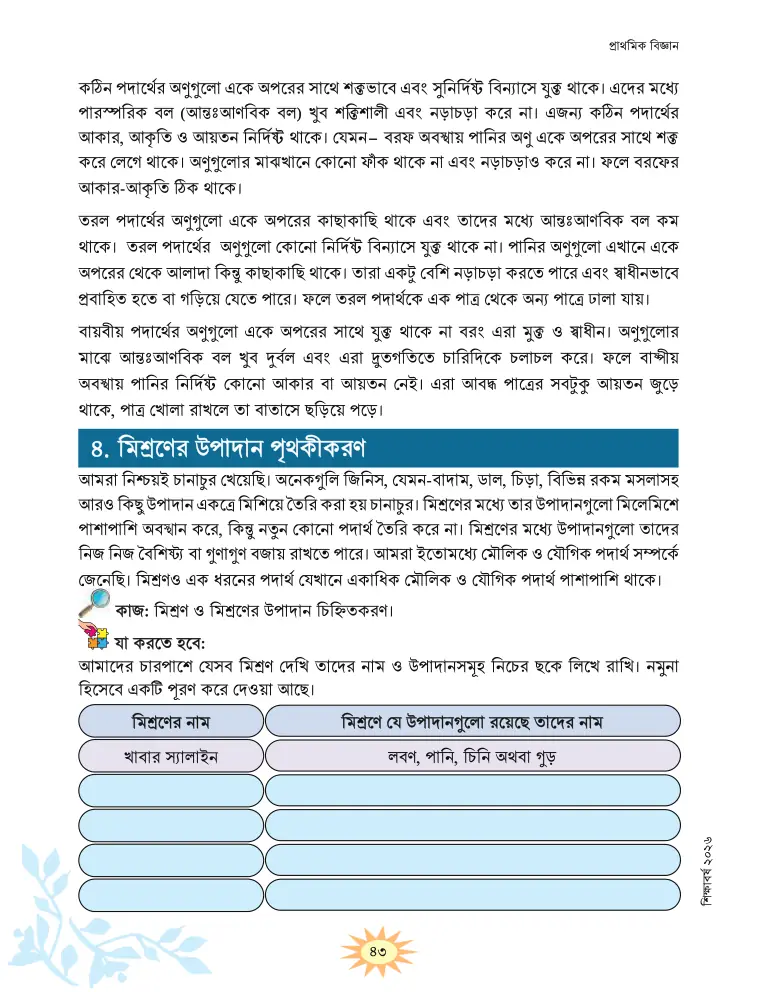 প্রাথমিক বিজ্ঞান
কঠিন পদার্থের অণুগুলো একে অপরের সাথে শক্তভাবে এবং সুনির্দিষ্ট বিন্যাসে যুক্ত থাকে। এদের মধ্যে
পারস্পরিক বল (আন্তঃআণবিক বল) খুব শক্তিশালী এবং নড়াচড়া করে না। এজন্য কঠিন পদার্থের
আকার, আকৃতি ও আয়তন নির্দিষ্ট থাকে। যেমন– বরফ অবস্থায় পানির অণু একে অপরের সাথে শক্ত
করে লেগে থাকে। অণুগুলোর মাঝখানে কোনো ফাঁক থাকে না এবং নড়াচড়াও করে না। ফলে বরফের
আকার-আকৃতি ঠিক থাকে।
তরল পদার্থের অণুগুলো একে অপরের কাছাকাছি থাকে এবং তাদের মধ্যে আন্তঃআণবিক বল কম
থাকে। তরল পদার্থের অণুগুলো কোনো নির্দিষ্ট বিন্যাসে যুক্ত থাকে না। পানির অণুগুলো এখানে একে
অপরের থেকে আলাদা কিন্তু কাছাকাছি থাকে। তারা একটু বেশি নড়াচড়া করতে পারে এবং স্বাধীনভাবে
প্রবাহিত হতে বা গড়িয়ে যেতে পারে। ফলে তরল পদার্থকে এক পাত্র থেকে অন্য পাত্রে ঢালা যায়।
বায়বীয় পদার্থের অণুগুলো একে অপরের সাথে যুক্ত থাকে না বরং এরা মুক্ত ও স্বাধীন। অণুগুলোর
মাঝে আন্তঃআণবিক বল খুব দুর্বল এবং এরা দ্রুতগতিতে চারিদিকে চলাচল করে। ফলে বাষ্পীয়
অবস্থায় পানির নির্দিষ্ট কোনো আকার বা আয়তন নেই। এরা আবদ্ধ পাত্রের সবটুকু আয়তন জুড়ে
থাকে, পাত্র খোলা রাখলে তা বাতাসে ছড়িয়ে পড়ে।
৪. মিশ্রণের উপাদান পৃথকীকরণ
আমরা নিশ্চয়ই চানাচুর খেয়েছি। অনেকগুলি জিনিস, যেমন-বাদাম, ডাল, চিড়া, বিভিন্ন রকম মসলাসহ
আরও কিছু উপাদান একত্রে মিশিয়ে তৈরি করা হয় চানাচুর। মিশ্রণের মধ্যে তার উপাদানগুলো মিলেমিশে
পাশাপাশি অবস্থান করে, কিন্তু নতুন কোনো পদার্থ তৈরি করে না। মিশ্রণের মধ্যে উপাদানগুলো তাদের
নিজ নিজ বৈশিষ্ট্য বা গুণাগুণ বজায় রাখতে পারে। আমরা ইতোমধ্যে মৌলিক ও যৌগিক পদার্থ সম্পর্কে
জেনেছি। মিশ্রণও এক ধরনের পদার্থ যেখানে একাধিক মৌলিক ও যৌগিক পদার্থ পাশাপাশি থাকে।
কাজ: মিশ্রণ ও মিশ্রণের উপাদান চিহ্নিতকরণ।
যা করতে হবে:
আমাদের চারপাশে যেসব মিশ্রণ দেখি তাদের নাম ও উপাদানসমূহ নিচের ছকে লিখে রাখি। নমুনা
হিসেবে একটি পূরণ করে দেওয়া আছে।
মিশ্রণের নাম মিশ্রণে যে উপাদানগুলো রয়েছে তাদের নাম
খাবার স্যালাইন লবণ, পানি, চিনি অথবা গুড়
শিক্ষাবর্ষ ২০২৬
৪৩